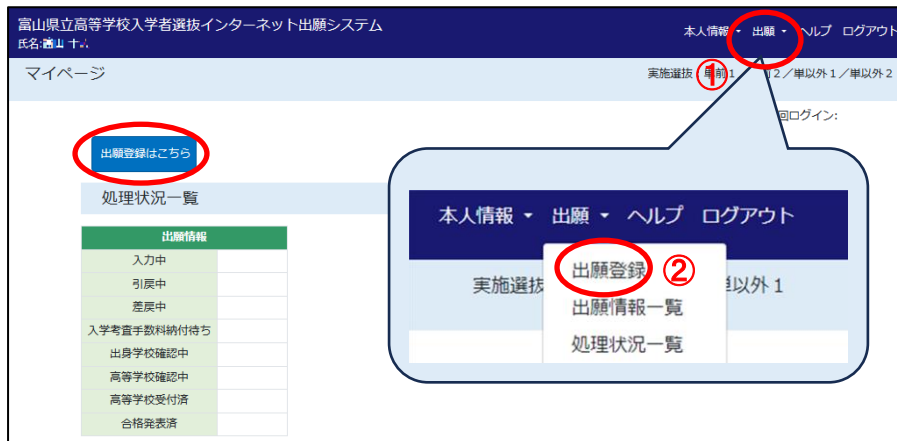 富山県立高等学校入学者選抜インターネット出願システム
氏名:富山 十
本人情報 出願 ヘルプ ログアウト
マイページ
実施選抜 単前1 2／単以外1／単以外2
①
回ログイン:
出願登録はこちら
処理状況一覧
出願情報
入力中
引戻中
差戻中
入学考査手数料納付待ち
出身学校確認中
高等学校確認中
高等学校受付済
合格発表済
本人情報 出願 ヘルプ ログアウト
実施選抜 単以外1
出願登録 ②
出願情報一覧
処理状況一覧